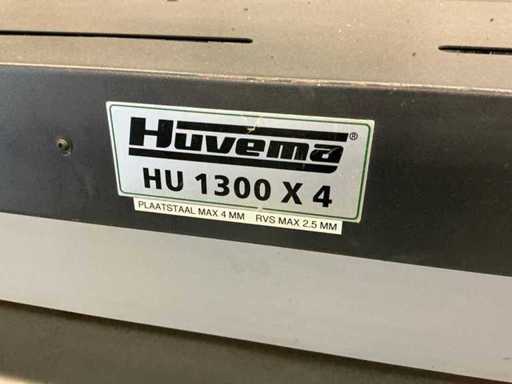 Huvema®
HU 1300 X 4
PLAATSTAAL MAX 4 MM RVS MAX 2.5 MM